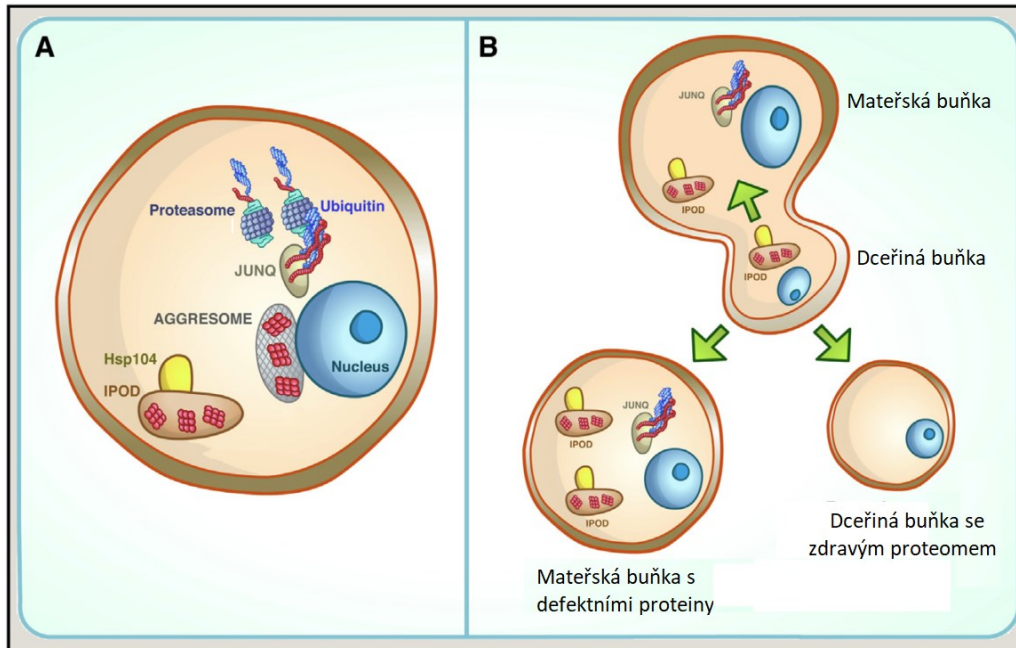 A
Proteasome
Ubiquitin
JUNQ
AGGRESOME
Hsp104
IPOD
Nucleus
B
JUNQ
Mateřská buňka
IPOD
Dceřiná buňka
IPOD
JUNQ
IPOD
IPOD
Mateřská buňka s
defektními proteiny
Dceřiná buňka se
zdravým proteomem